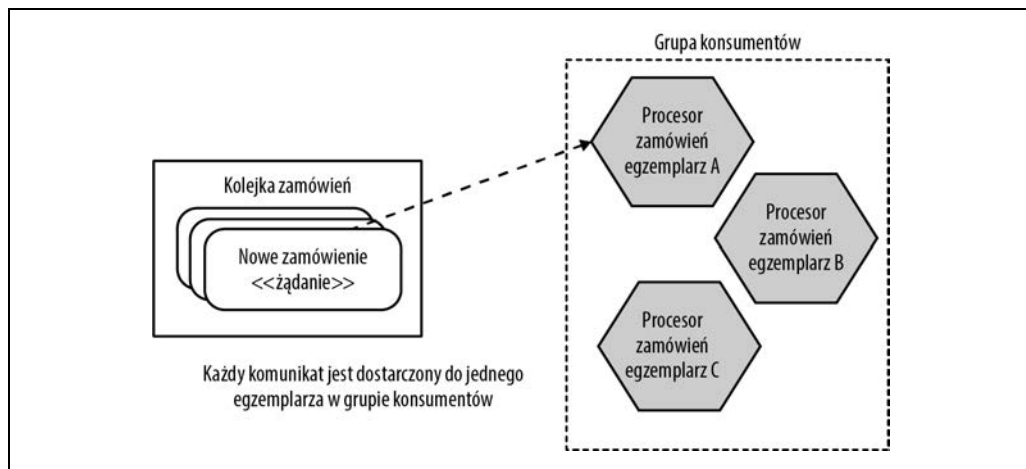 Grupa konsumentów
Procesor
zamówień
egzemplarz A
Kolejka zamówień
Nowe zamówienie
<<żądanie>>
Procesor
zamówień
egzemplarz B
Procesor
zamówień
egzemplarz C
Każdy komunikat jest dostarczony do jednego
egzemplarza w grupie konsumentów